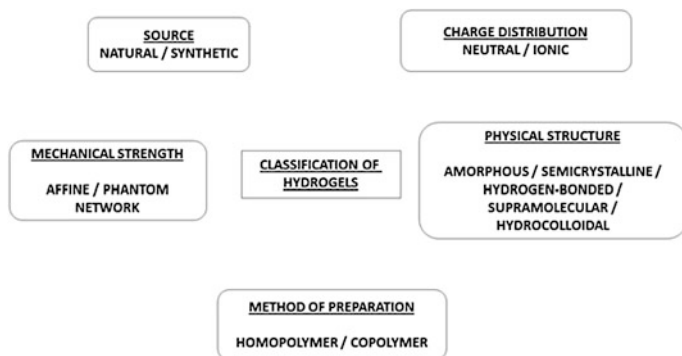 SOURCE
NATURAL / SYNTHETIC
CHARGE DISTRIBUTION
NEUTRAL / IONIC
MECHANICAL STRENGTH
AFFINE / PHANTOM
NETWORK
CLASSIFICATION OF
HYDROGELS
PHYSICAL STRUCTURE
AMORPHOUS / SEMICRYSTALLINE /
HYDROGEN-BONDED /
SUPRAMOLECULAR /
HYDROCOLLOIDAL
METHOD OF PREPARATION
HOMOPOLYMER / COPOLYMER